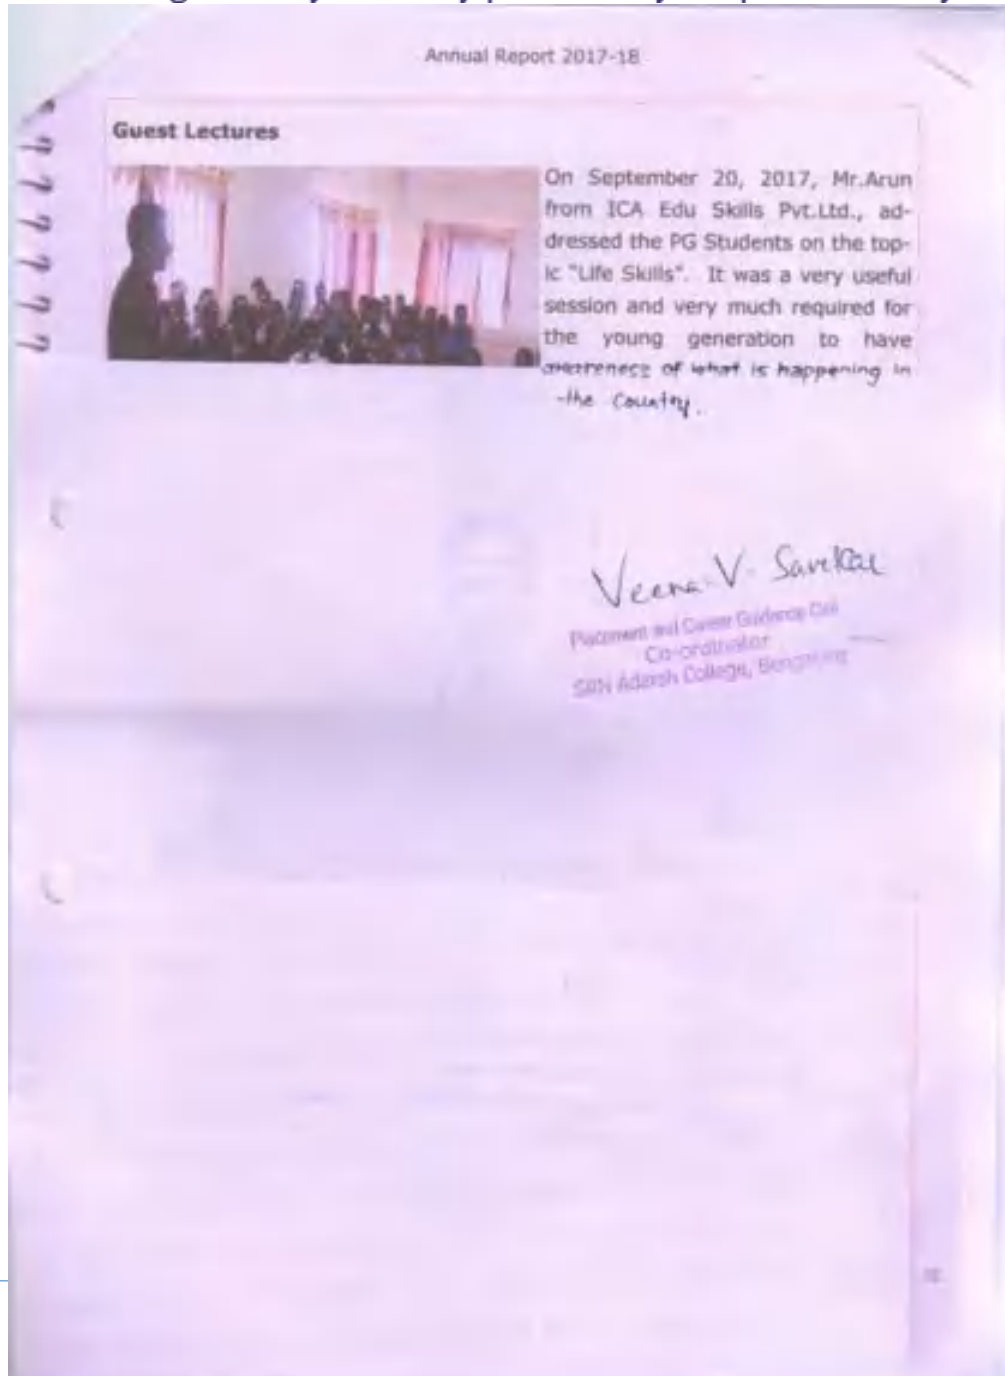 Annual Report 2017-18
Guest Lectures
On September 20, 2017, Mr.Arun
from ICA Edu Skills Pvt.Ltd., ad-
dressed the PG Students on the top-
ic "Life Skills". It was a very useful
session and very much required for
the young generation to have
awareness of what is happening in
the Country.
Veena. V. Savekar
Placement and Career Guidance Cell
Co-ordinator
SRN Adarsh College, Bengaluru